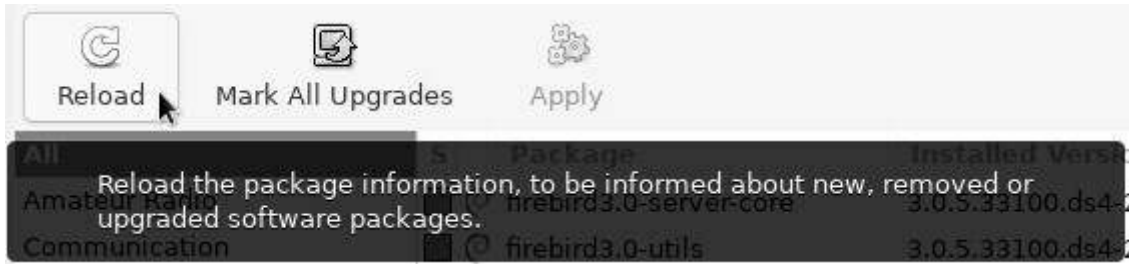 Reload
Mark All Upgrades
Apply
All S Package Installed Versi
Reload the package information, to be informed about new, removed or
upgraded software packages.
Amateur Radio firebird3.0-server-core 3.0.5.33100.ds4-2
Communication firebird3.0-utils 3.0.5.33100.ds4-2